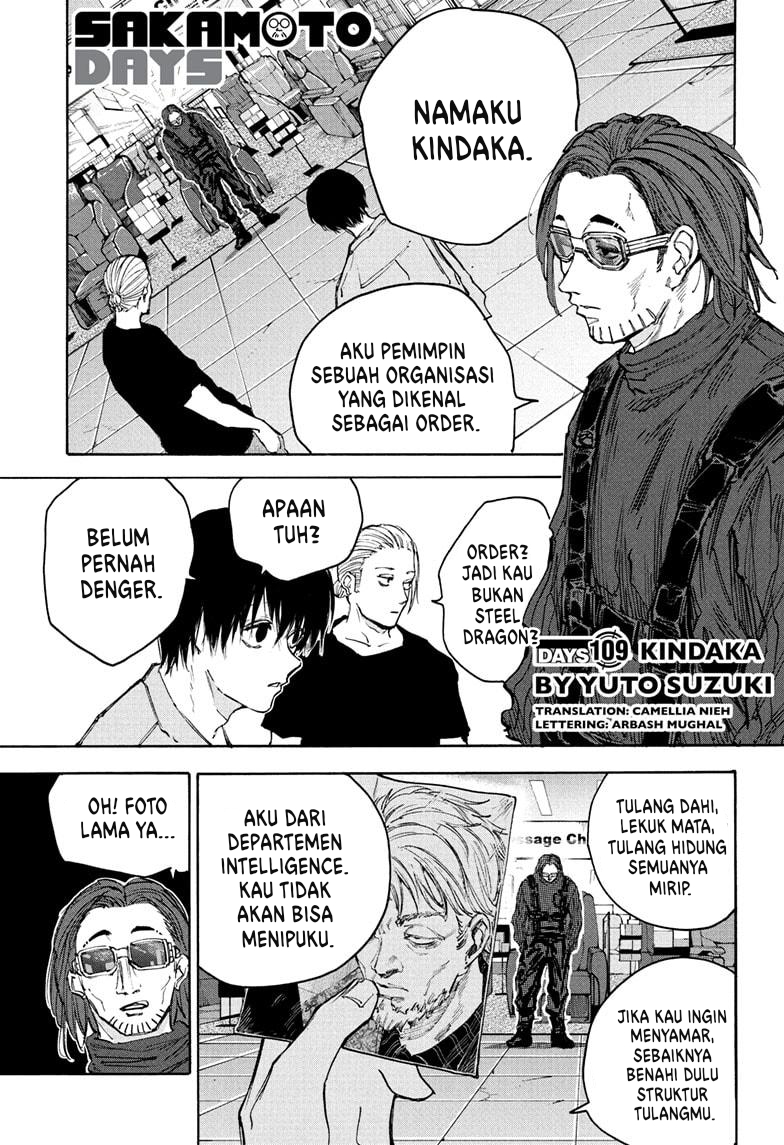 SAKAMOTO
DAYS
NAMAKU
KINDAKA.
AKU PEMIMPIN
SEBUAH ORGANISASI
YANG DIKENAL
SEBAGAI ORDER.
ORDER?
JADI KAU
BUKAN
STEEL
DRAGON?
APAAN
TUH?
BELUM
PERNAH
DENGER.
DAYS 109 KINDAKA
BY YUTO SUZUKI
TRANSLATION: CAMELLIA NIEH
LETTERING: ARBASH MUGHAL
TULANG DAHI,
LEKUK MATA,
TULANG HIDUNG
SEMUANYA
MIRIP.
ssage Ch
JIKA KAU INGIN
MENYAMAR,
SEBAIKNYA
BENAHI DULU
STRUKTUR
TULANGMU.
AKU DARI
DEPARTEMEN
INTELLIGENCE.
KAU TIDAK
AKAN BISA
MENIPUKU.
OH! FOTO
LAMA YA...